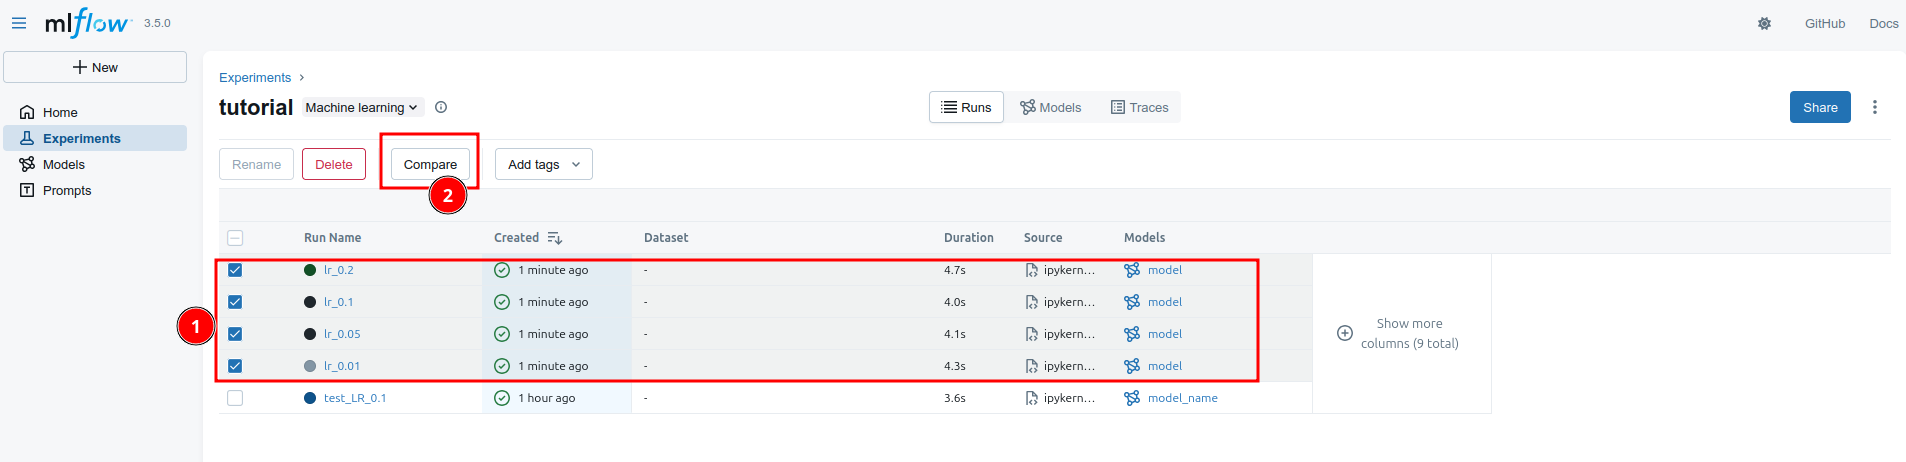 mlflow 3.5.0 GitHub Docs
New
Home
Experiments
Models
Prompts
Experiments
tutorial Machine learning Runs Models Traces Share
Rename Delete Compare Add tags
2
Run Name Created Dataset Duration Source Models
lr_0.2 1 minute ago - 4.7s ipykern... model
lr_0.1 1 minute ago - 4.0s ipykern... model
1
lr_0.05 1 minute ago - 4.1s ipykern... model
lr_0.01 1 minute ago - 4.3s ipykern... model
test_LR_0.1 1 hour ago - 3.6s ipykern... model_name
Show more
columns (9 total)